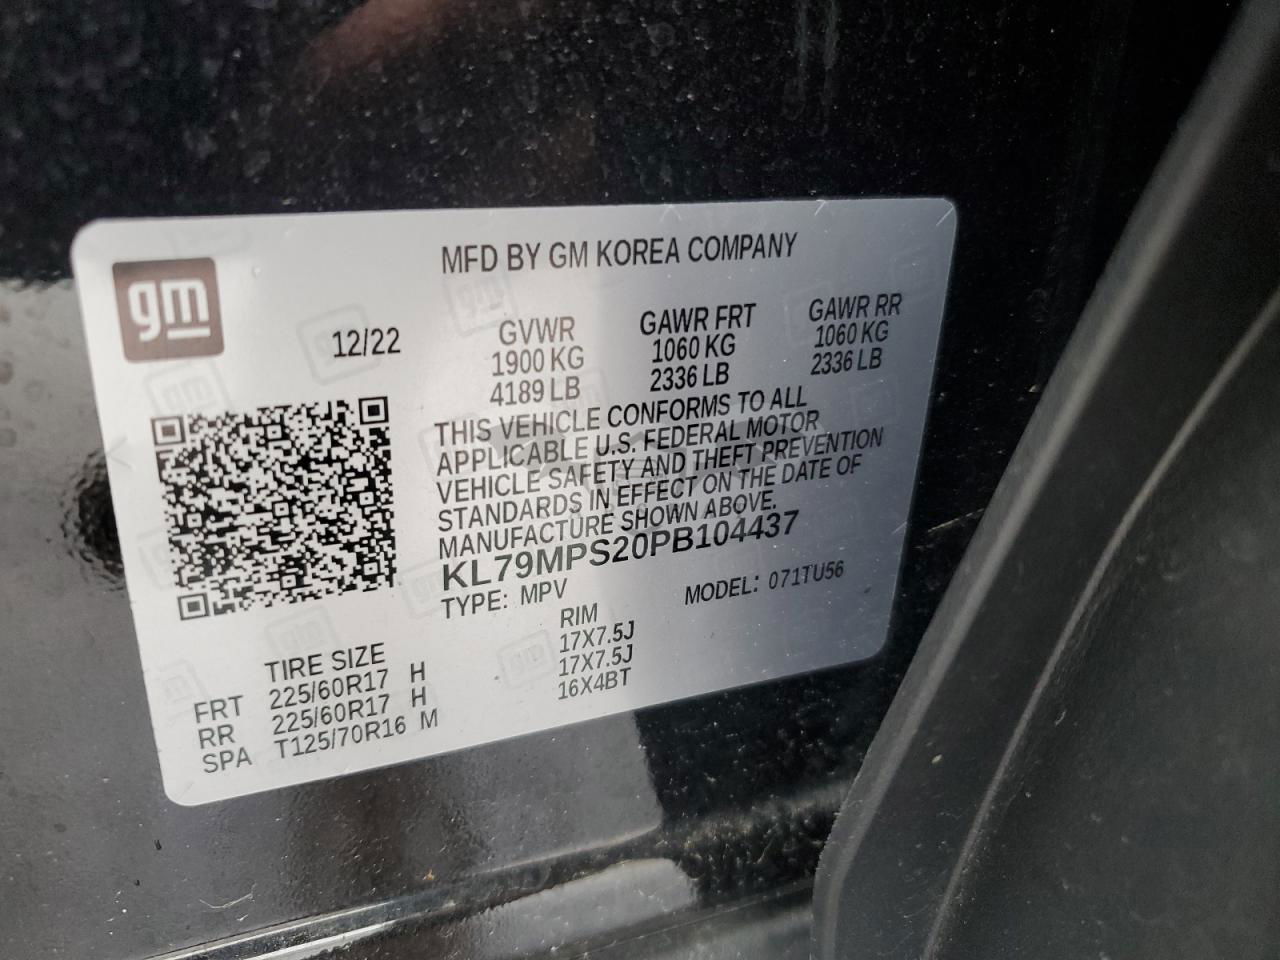 MFD BY GM KOREA COMPANY
gm
12/22
GVWR GAWR FRT GAWR RR
1900 KG 1060 KG 1060 KG
4189 LB 2336 LB 2336 LB
THIS VEHICLE CONFORMS TO ALL
APPLICABLE U.S. FEDERAL MOTOR
VEHICLE SAFETY AND THEFT PREVENTION
STANDARDS IN EFFECT ON THE DATE OF
MANUFACTURE SHOWN ABOVE.
KL79MPS20PB104437
TYPE: MPV MODEL: 071TU56
TIRE SIZE RIM
FRT 225/60R17 H 17X7.5J
RR 225/60R17 H 17X7.5J
SPA T125/70R16 M 16X4BT